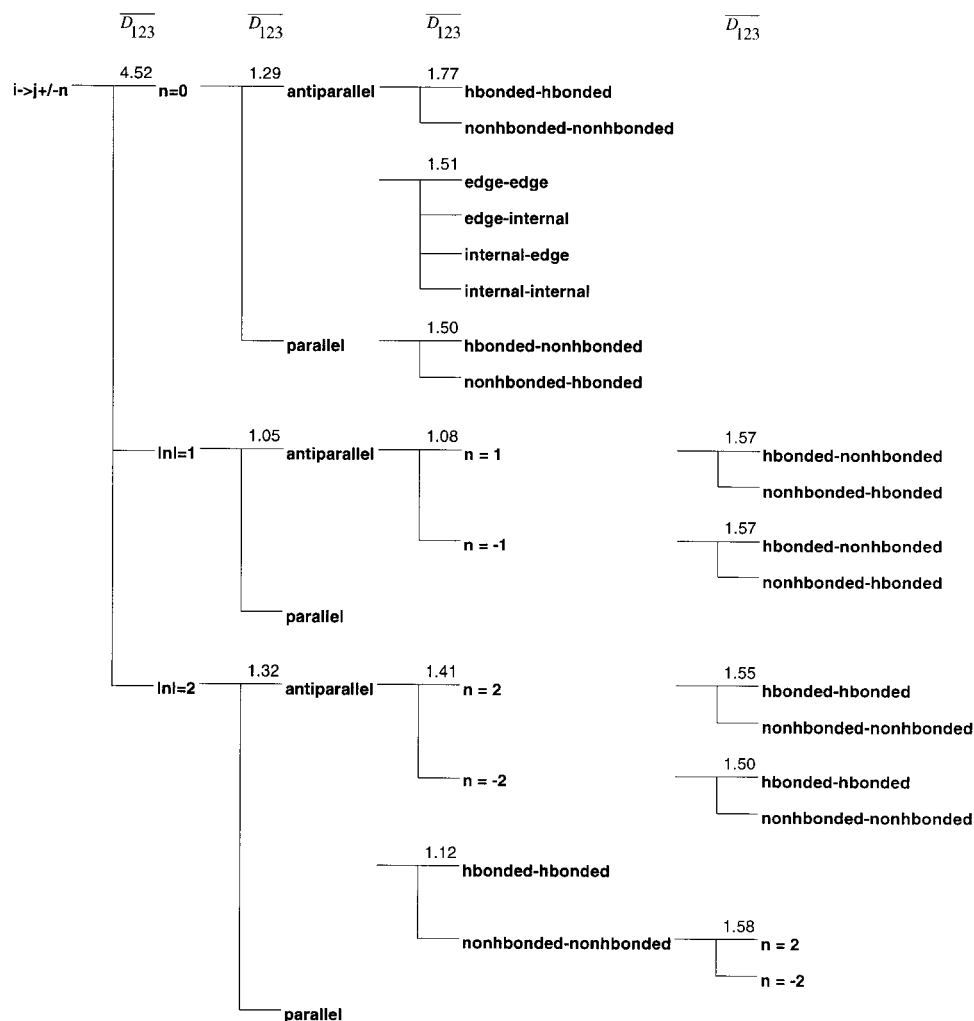 D123 D123 D123 D123
4.52 1.29 1.77
i->j+/-n n=0 antiparallel hbonded-hbonded
nonhbonded-nonhbonded
1.51
edge-edge
edge-internal
internal-edge
internal-internal
1.50
parallel hbonded-nonhbonded
nonhbonded-hbonded
1.05 1.08 1.57
|n|=1 antiparallel n = 1 hbonded-nonhbonded
nonhbonded-hbonded
1.57
n = -1 hbonded-nonhbonded
nonhbonded-hbonded
parallel
1.32 1.41 1.55
|n|=2 antiparallel n = 2 hbonded-hbonded
nonhbonded-nonhbonded
1.50
n = -2 hbonded-hbonded
nonhbonded-nonhbonded
1.12
hbonded-hbonded
1.58
nonhbonded-nonhbonded n = 2
n = -2
parallel